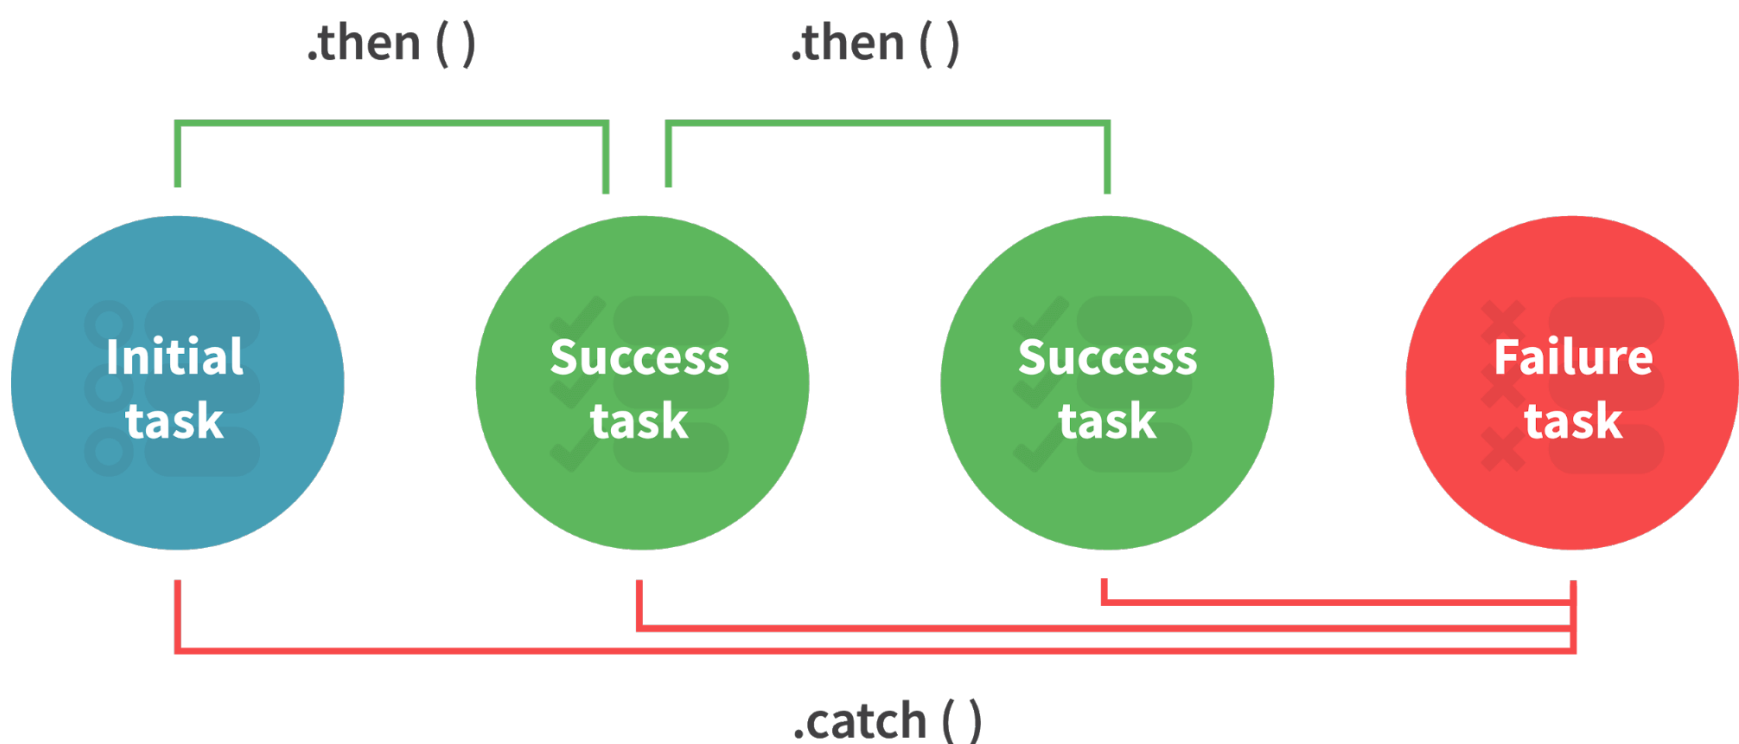 .then ( )
.then ( )
Initial
task
Success
task
Success
task
Failure
task
.catch ( )